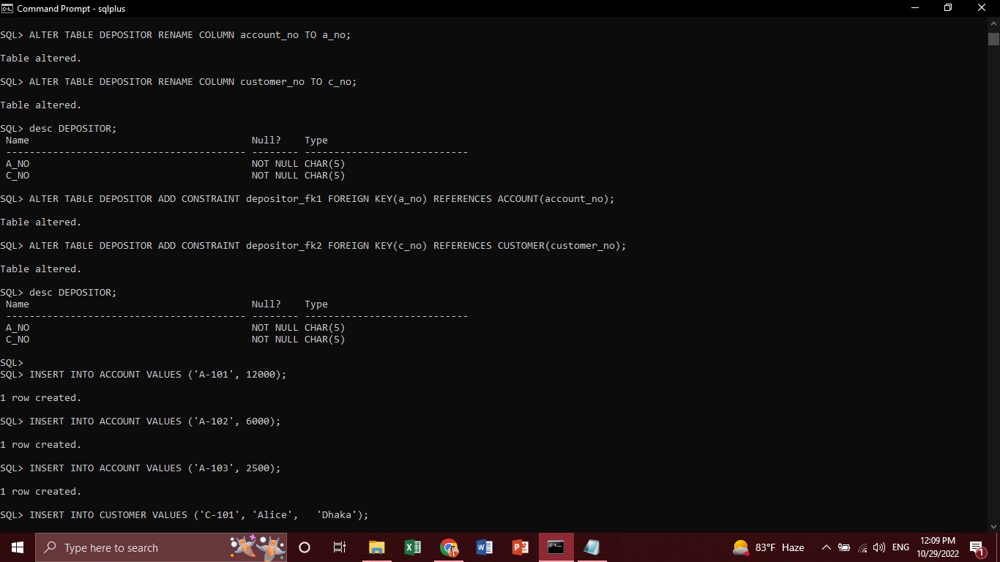 Command Prompt - sqlplus
SQL> ALTER TABLE DEPOSITOR RENAME COLUMN account_no TO a_no;
Table altered.
SQL> ALTER TABLE DEPOSITOR RENAME COLUMN customer_no TO c_no;
Table altered.
SQL> desc DEPOSITOR;
 Name                                      Null?    Type
 ----------------------------------------- -------- ----------------------------
 A_NO                                      NOT NULL CHAR(5)
 C_NO                                      NOT NULL CHAR(5)
SQL> ALTER TABLE DEPOSITOR ADD CONSTRAINT depositor_fk1 FOREIGN KEY(a_no) REFERENCES ACCOUNT(account_no);
Table altered.
SQL> ALTER TABLE DEPOSITOR ADD CONSTRAINT depositor_fk2 FOREIGN KEY(c_no) REFERENCES CUSTOMER(customer_no);
Table altered.
SQL> desc DEPOSITOR;
 Name                                      Null?    Type
 ----------------------------------------- -------- ----------------------------
 A_NO                                      NOT NULL CHAR(5)
 C_NO                                      NOT NULL CHAR(5)
SQL>
SQL> INSERT INTO ACCOUNT VALUES ('A-101', 12000);
1 row created.
SQL> INSERT INTO ACCOUNT VALUES ('A-102', 6000);
1 row created.
SQL> INSERT INTO ACCOUNT VALUES ('A-103', 2500);
1 row created.
SQL> INSERT INTO CUSTOMER VALUES ('C-101', 'Alice',   'Dhaka');
Type here to search
83°F Haze
ENG
12:09 PM
10/29/2022
1